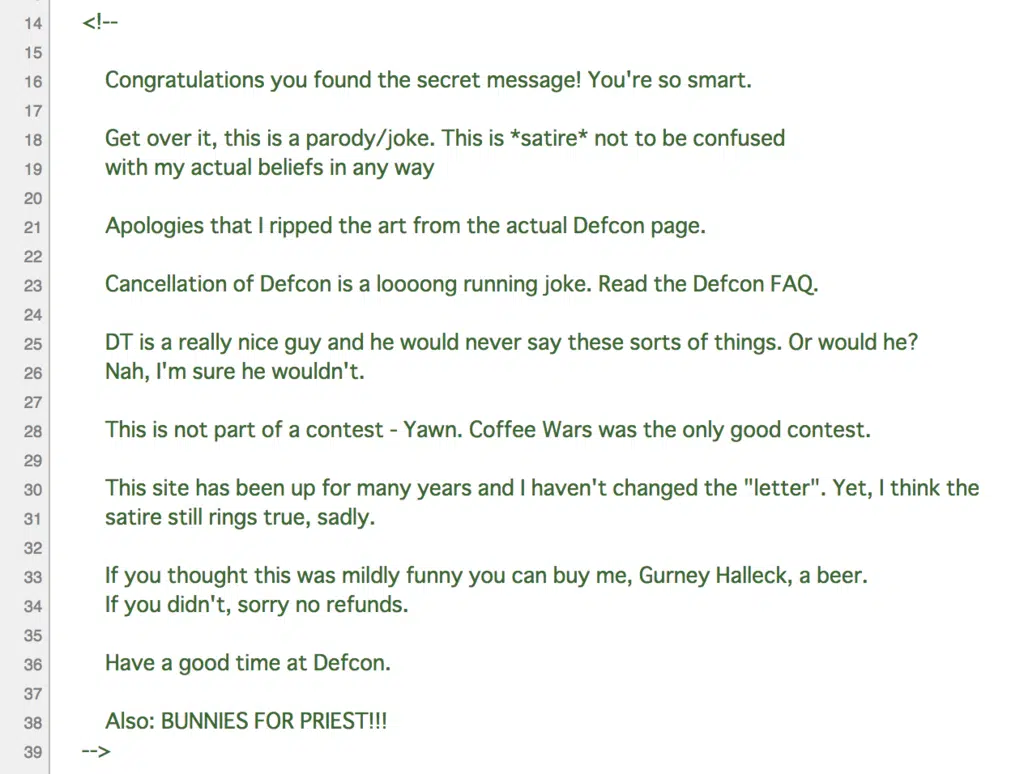 14 <!--
15
16 Congratulations you found the secret message! You're so smart.
17
18 Get over it, this is a parody/joke. This is *satire* not to be confused
19 with my actual beliefs in any way
20
21 Apologies that I ripped the art from the actual Defcon page.
22
23 Cancellation of Defcon is a loooong running joke. Read the Defcon FAQ.
24
25 DT is a really nice guy and he would never say these sorts of things. Or would he?
26 Nah, I'm sure he wouldn't.
27
28 This is not part of a contest - Yawn. Coffee Wars was the only good contest.
29
30 This site has been up for many years and I haven't changed the "letter". Yet, I think the
31 satire still rings true, sadly.
32
33 If you thought this was mildly funny you can buy me, Gurney Halleck, a beer.
34 If you didn't, sorry no refunds.
35
36 Have a good time at Defcon.
37
38 Also: BUNNIES FOR PRIEST!!!
39 -->